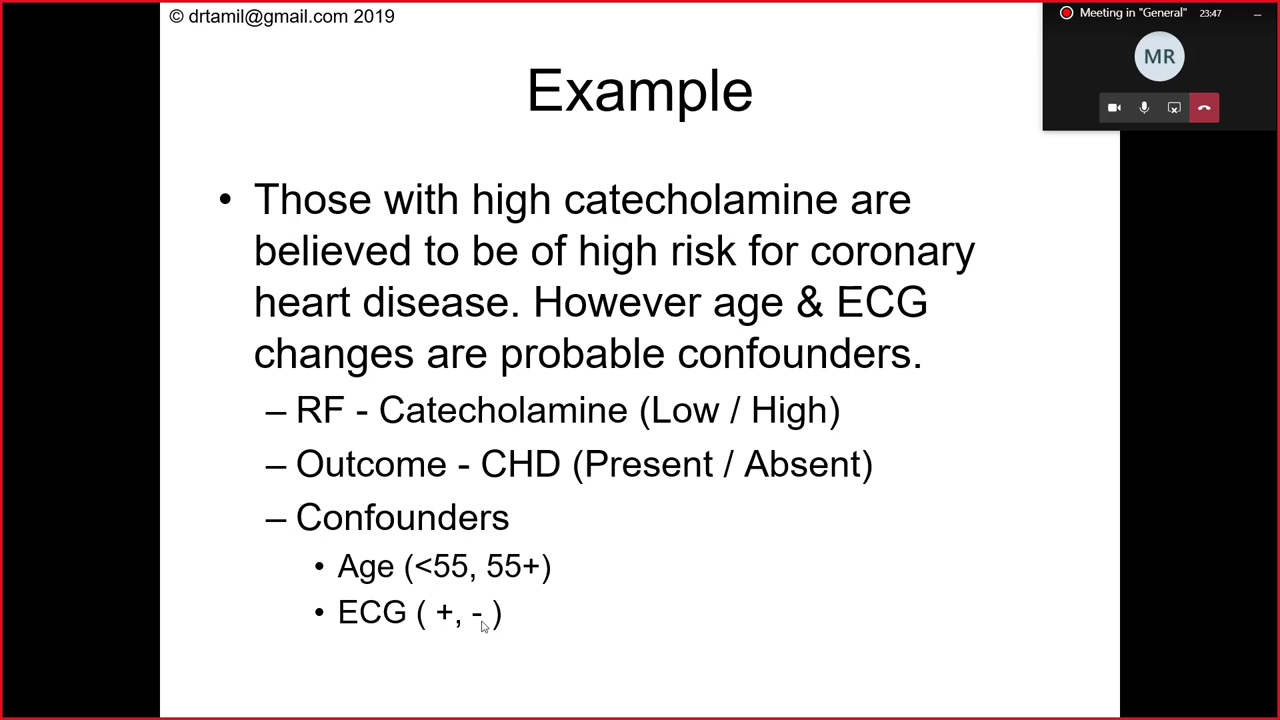 © drtamil@gmail.com 2019
Meeting in "General" 23:47
MR
Example
• Those with high catecholamine are
believed to be of high risk for coronary
heart disease. However age & ECG
changes are probable confounders.
– RF - Catecholamine (Low / High)
– Outcome - CHD (Present / Absent)
– Confounders
• Age (<55, 55+)
• ECG ( +, - )